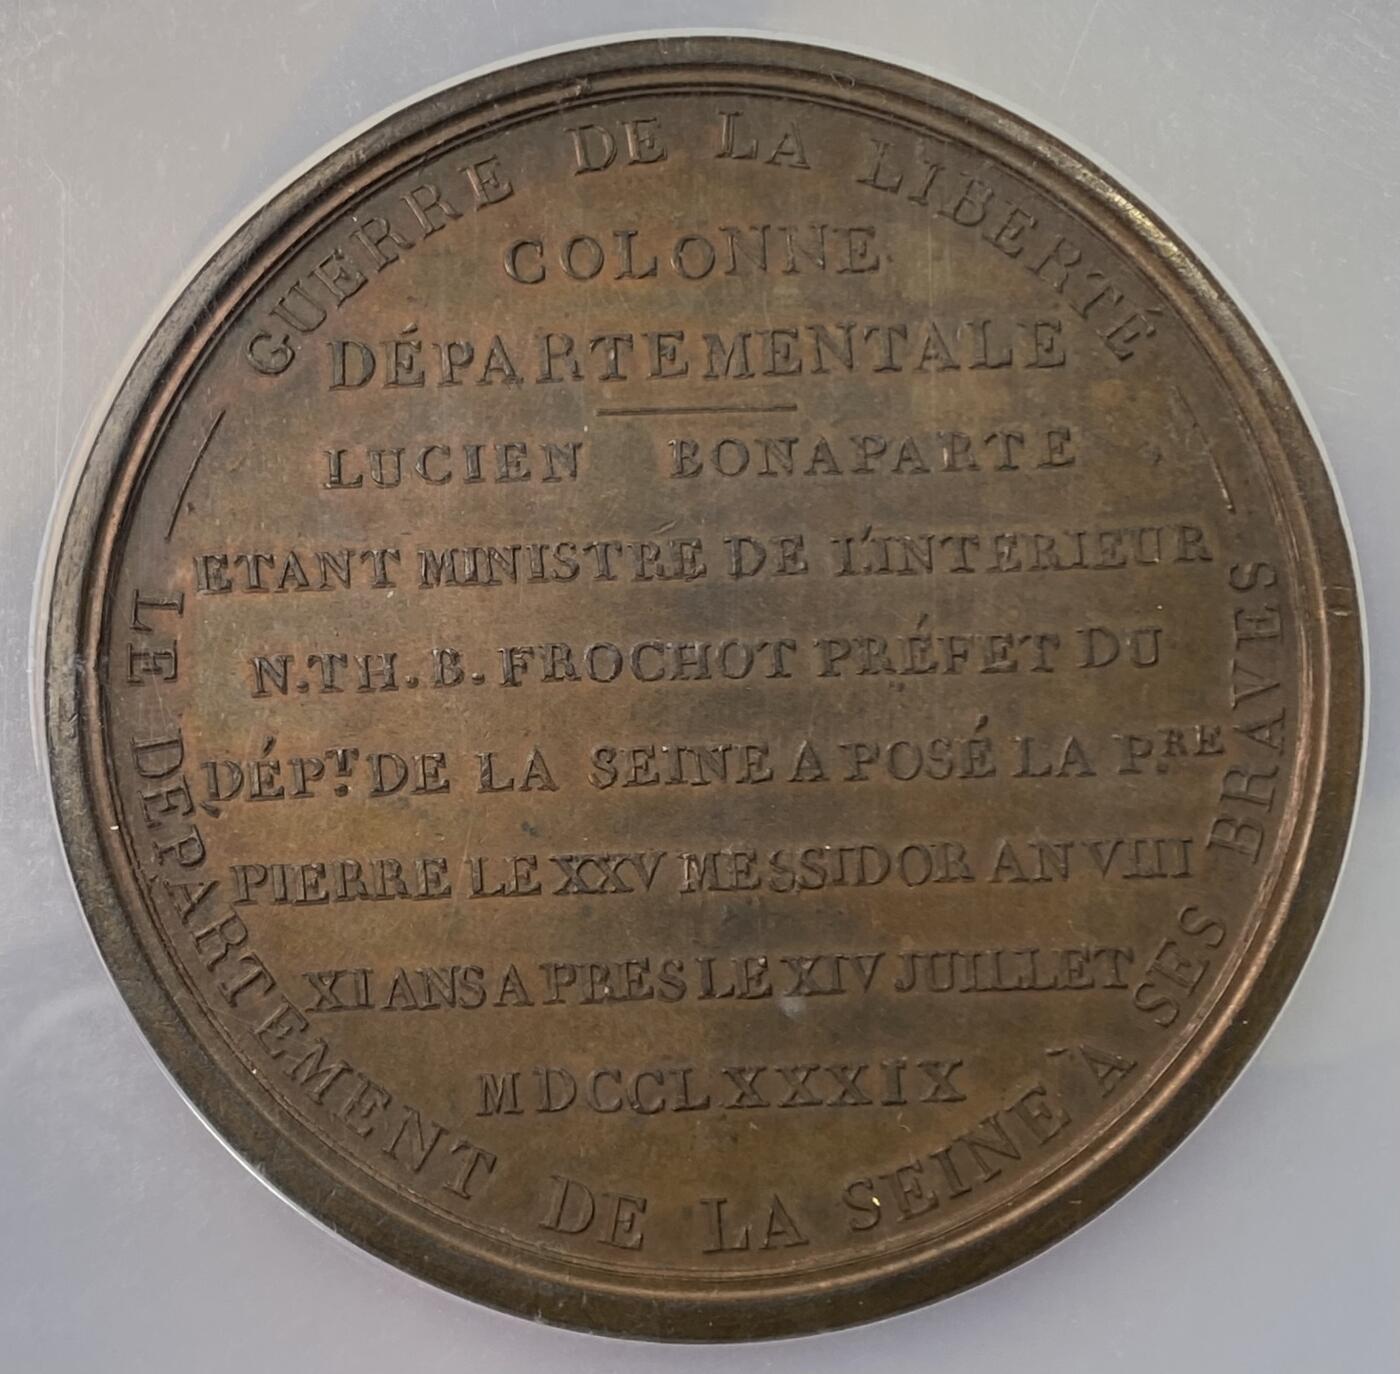 GUERRE DE LA LIBERTÉ
COLONNE
DÉPARTEMENTALE
LUCIEN BONAPARTE
ETANT MINISTRE DE L'INTERIEUR
N.TH.B. FROCHOT PRÉFET DU
DÉPT. DE LA SEINE A POSÉ LA P.RE
PIERRE LE XXV MESSIDOR AN VIII
XI ANS APRES LE XIV JUILLET
MDCCLXXXIX
LE DÉPARTEMENT DE LA SEINE À SES BRAVES